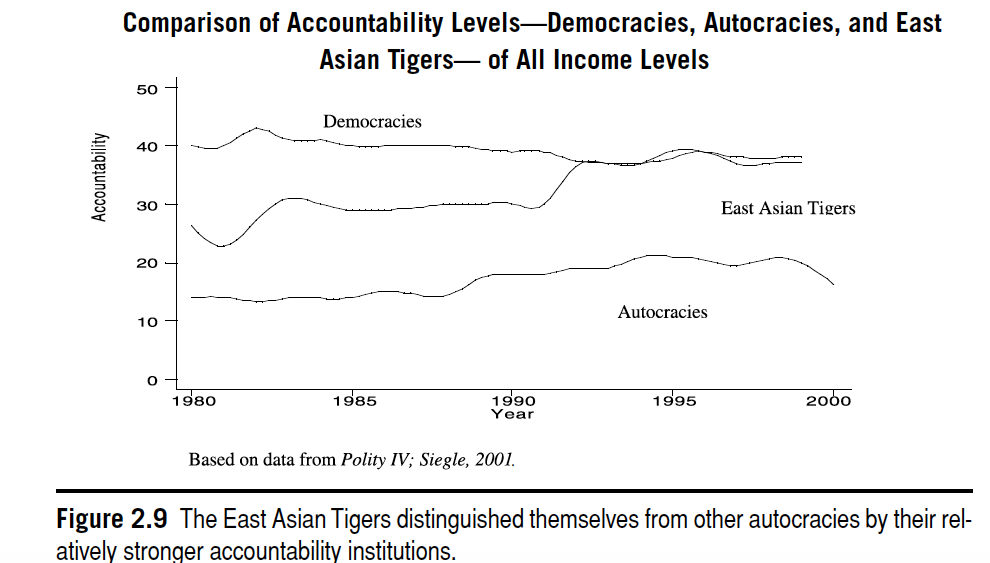 Comparison of Accountability Levels—Democracies, Autocracies, and East
Asian Tigers— of All Income Levels
50
Democracies
40
Accountability
30
East Asian Tigers
20
Autocracies
10
0
1980
1985
1990
1995
2000
Year
Based on data from Polity IV; Siegle, 2001.
Figure 2.9 The East Asian Tigers distinguished themselves from other autocracies by their rel-
atively stronger accountability institutions.